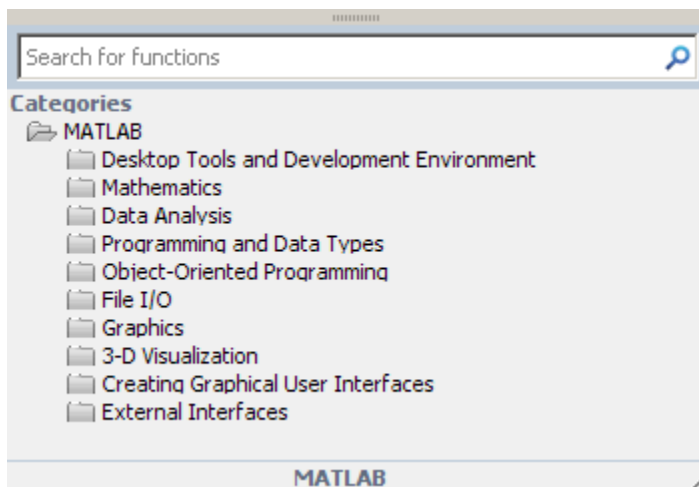 Search for functions
Categories
MATLAB
Desktop Tools and Development Environment
Mathematics
Data Analysis
Programming and Data Types
Object-Oriented Programming
File I/O
Graphics
3-D Visualization
Creating Graphical User Interfaces
External Interfaces
MATLAB